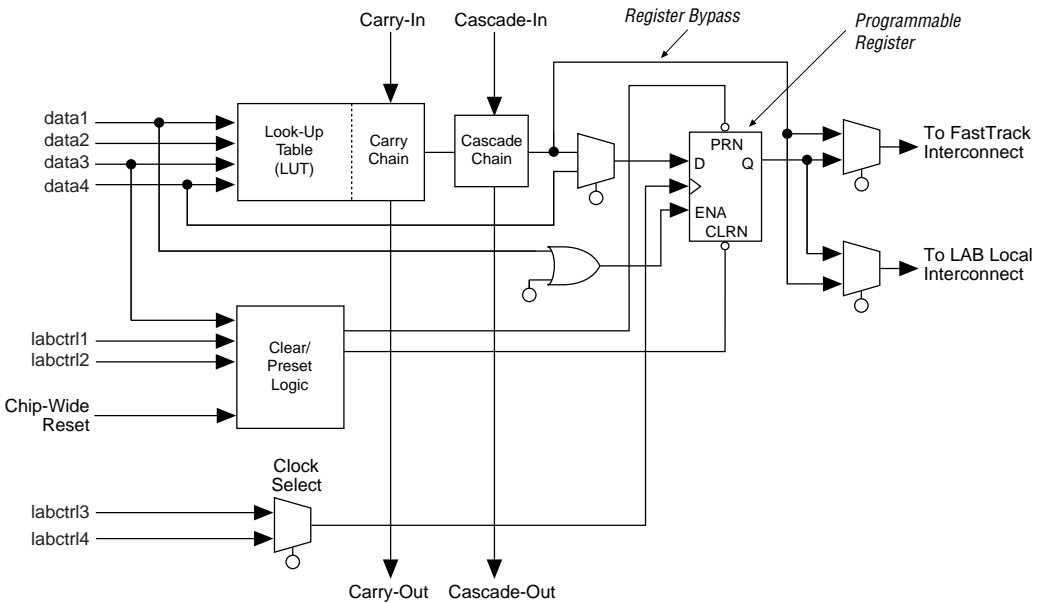 Carry-In
Cascade-In
Register Bypass
Programmable
Register
data1
data2
data3
data4
Look-Up
Table
(LUT)
Carry
Chain
Cascade
Chain
PRN
D
Q
ENA
CLRN
To FastTrack
Interconnect
To LAB Local
Interconnect
labctrl1
labctrl2
Clear/
Preset
Logic
Chip-Wide
Reset
Clock
Select
labctrl3
labctrl4
Carry-Out
Cascade-Out